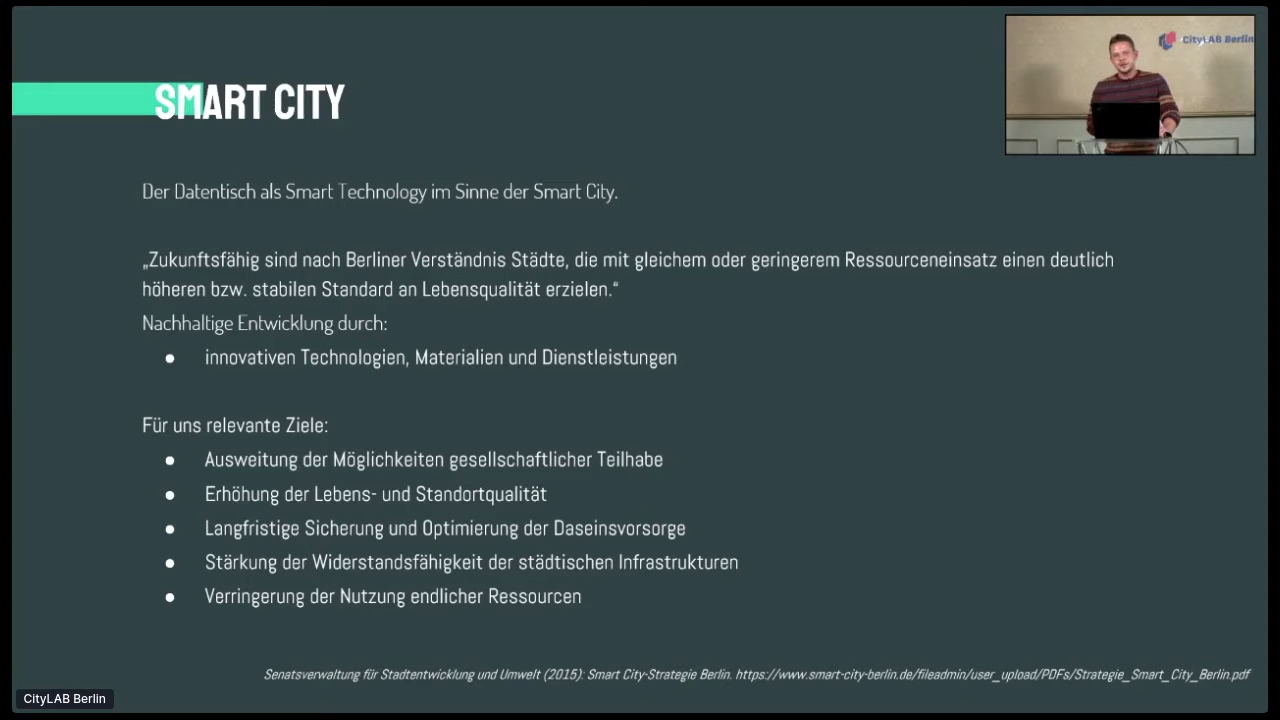 CityLAB Berlin
SMART CITY
Der Datentisch als Smart Technology im Sinne der Smart City.
„Zukunftsfähig sind nach Berliner Verständnis Städte, die mit gleichem oder geringerem Ressourceneinsatz einen deutlich
höheren bzw. stabilen Standard an Lebensqualität erzielen.“
Nachhaltige Entwicklung durch:
● innovativen Technologien, Materialien und Dienstleistungen
Für uns relevante Ziele:
● Ausweitung der Möglichkeiten gesellschaftlicher Teilhabe
● Erhöhung der Lebens- und Standortqualität
● Langfristige Sicherung und Optimierung der Daseinsvorsorge
● Stärkung der Widerstandsfähigkeit der städtischen Infrastrukturen
● Verringerung der Nutzung endlicher Ressourcen
Senatsverwaltung für Stadtentwicklung und Umwelt (2015): Smart City-Strategie Berlin. https://www.smart-city-berlin.de/fileadmin/user_upload/PDFs/Strategie_Smart_City_Berlin.pdf
CityLAB Berlin